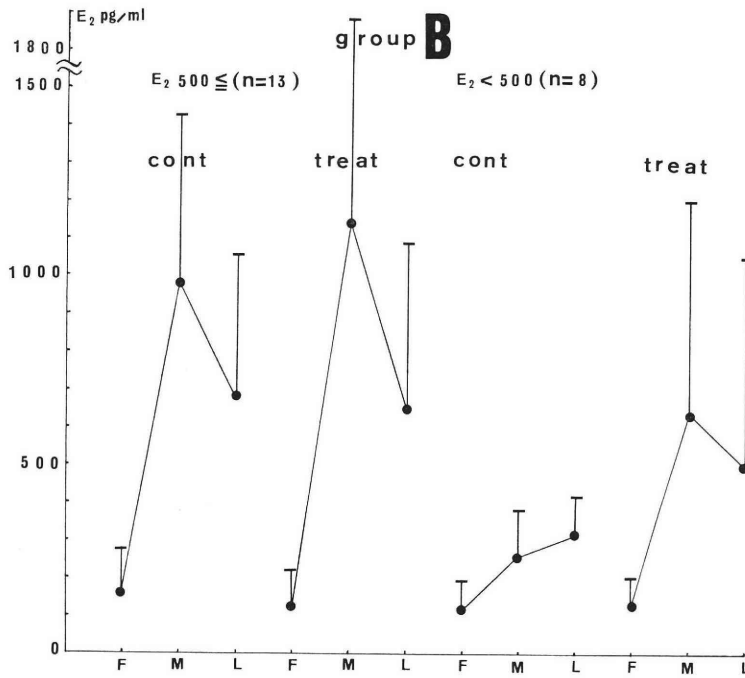 E₂ pg/ml
group B
1800
1500
E₂ 500 ≦ (n=13)
E₂ < 500 (n=8)
cont
treat
cont
treat
1000
500
0
F M L F M L F M L F M L